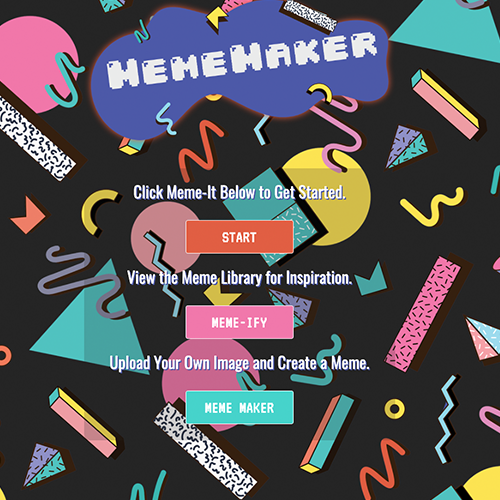 MEMEMAKER
Click Meme-It Below to Get Started.
START
View the Meme Library for Inspiration.
MEME-IFY
Upload Your Own Image and Create a Meme.
MEME MAKER